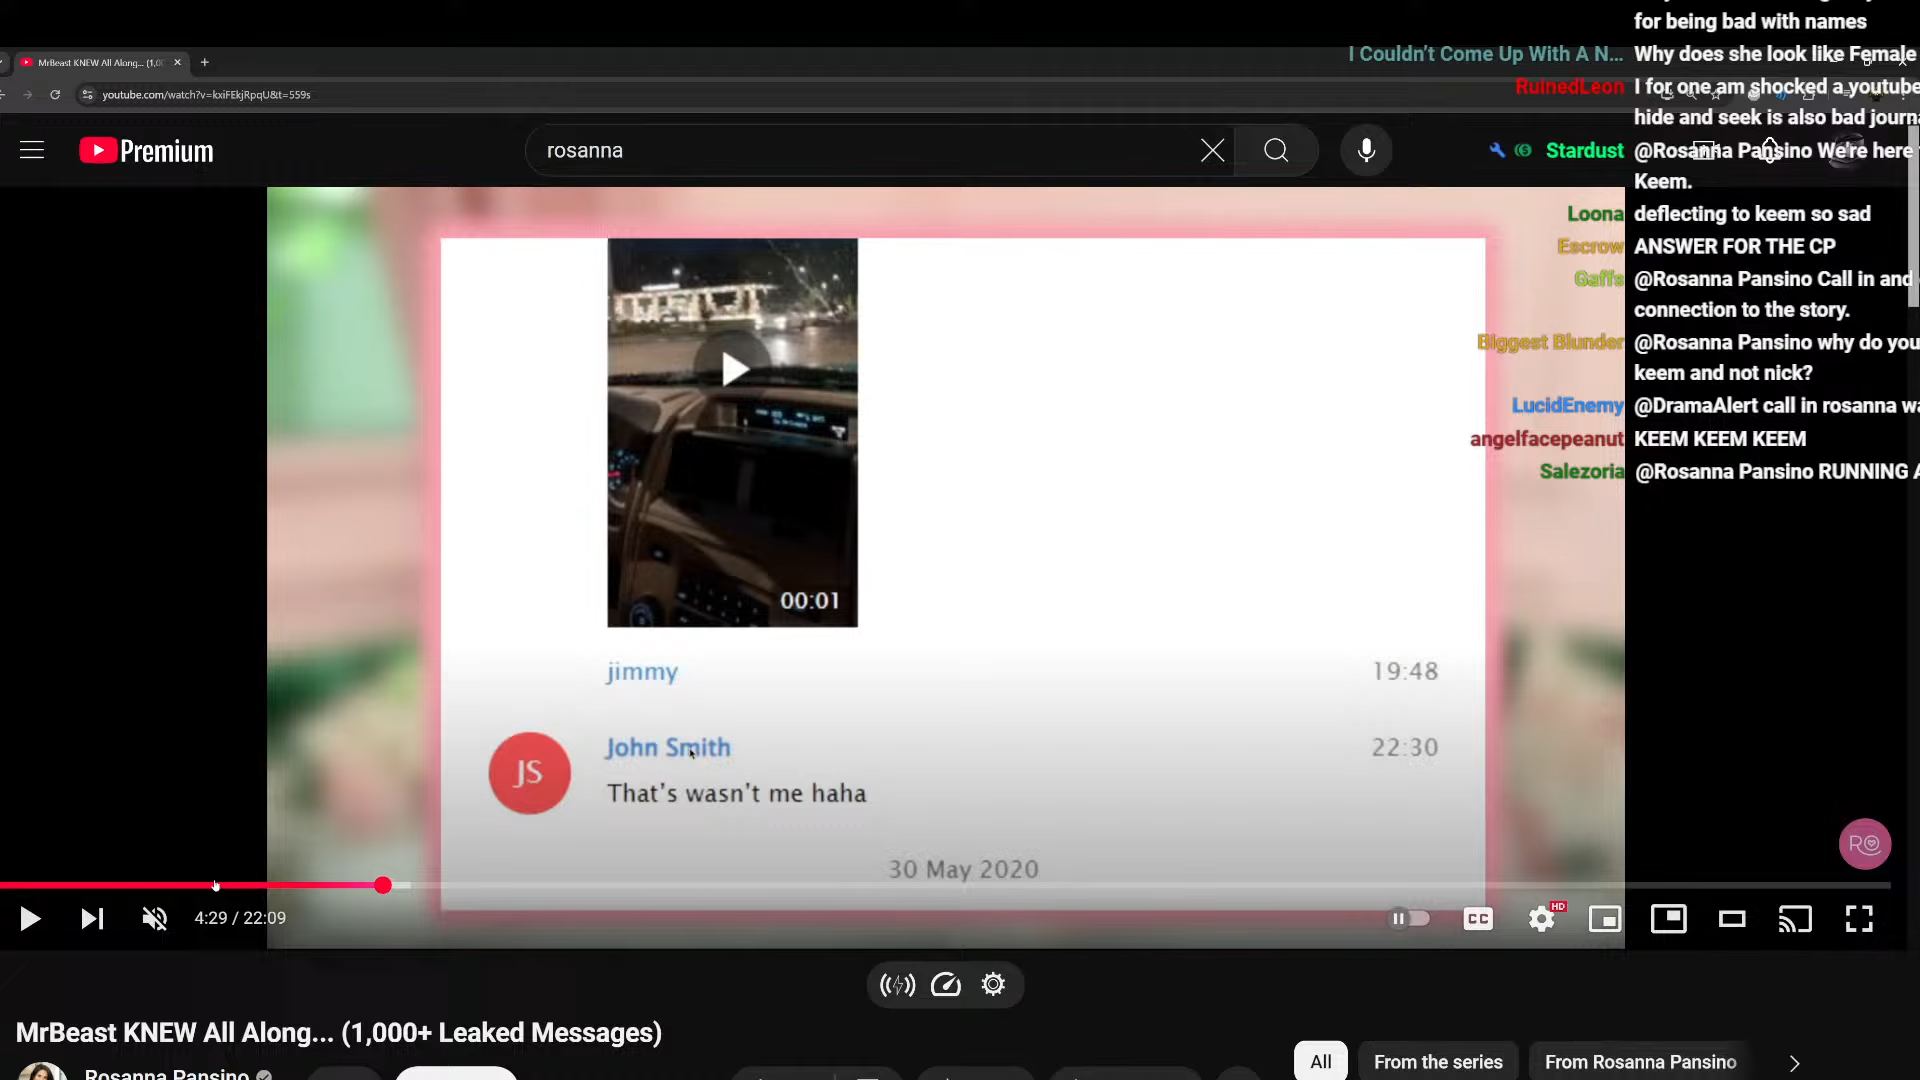 for being bad with names
MrBeast KNEW All Along... (1,0
I Couldn't Come Up With A N... Why does she look like Female
youtube.com/watch?v=kxiFEkjRpqU&t=559s
RuinedLeon I for one am shocked a youtube
hide and seek is also bad journa
Premium
rosanna
Stardust @Rosanna Pansino We're here
Keem.
Loona deflecting to keem so sad
Escrow ANSWER FOR THE CP
Gaffs @Rosanna Pansino Call in and
connection to the story.
Biggest Blunder @Rosanna Pansino why do you
keem and not nick?
LucidEnemy @DramaAlert call in rosanna wa
angelfacepeanut KEEM KEEM KEEM
Salezoria @Rosanna Pansino RUNNING A
00:01
jimmy 19:48
John Smith 22:30
JS
That's wasn't me haha
30 May 2020
4:29 / 22:09
CC
HD
MrBeast KNEW All Along... (1,000+ Leaked Messages)
Rosanna Pansino
All From the series From Rosanna Pansino